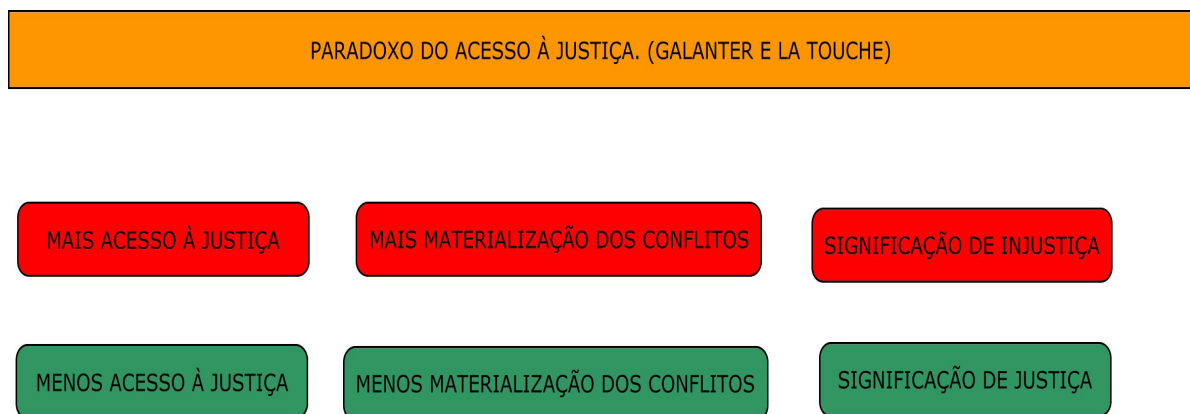 PARADOXO DO ACESSO À JUSTIÇA. (GALANTER E LA TOUCHE)
MAIS ACESSO À JUSTIÇA
MAIS MATERIALIZAÇÃO DOS CONFLITOS
SIGNIFICAÇÃO DE INJUSTIÇA
MENOS ACESSO À JUSTIÇA
MENOS MATERIALIZAÇÃO DOS CONFLITOS
SIGNIFICAÇÃO DE JUSTIÇA